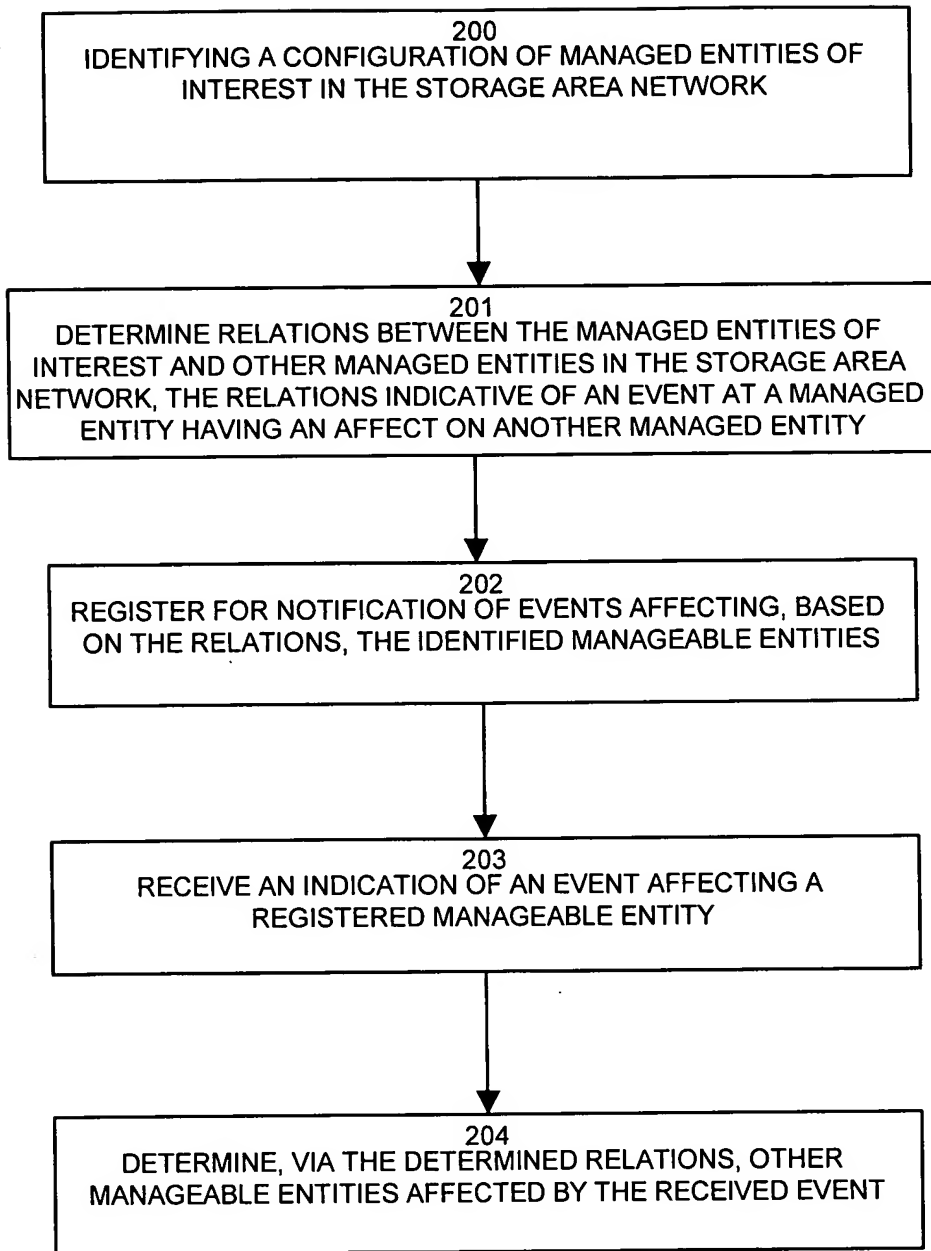 200
IDENTIFYING A CONFIGURATION OF MANAGED ENTITIES OF
INTEREST IN THE STORAGE AREA NETWORK
201
DETERMINE RELATIONS BETWEEN THE MANAGED ENTITIES OF
INTEREST AND OTHER MANAGED ENTITIES IN THE STORAGE AREA
NETWORK, THE RELATIONS INDICATIVE OF AN EVENT AT A MANAGED
ENTITY HAVING AN AFFECT ON ANOTHER MANAGED ENTITY
202
REGISTER FOR NOTIFICATION OF EVENTS AFFECTING, BASED
ON THE RELATIONS, THE IDENTIFIED MANAGEABLE ENTITIES
203
RECEIVE AN INDICATION OF AN EVENT AFFECTING A
REGISTERED MANAGEABLE ENTITY
204
DETERMINE, VIA THE DETERMINED RELATIONS, OTHER
MANAGEABLE ENTITIES AFFECTED BY THE RECEIVED EVENT